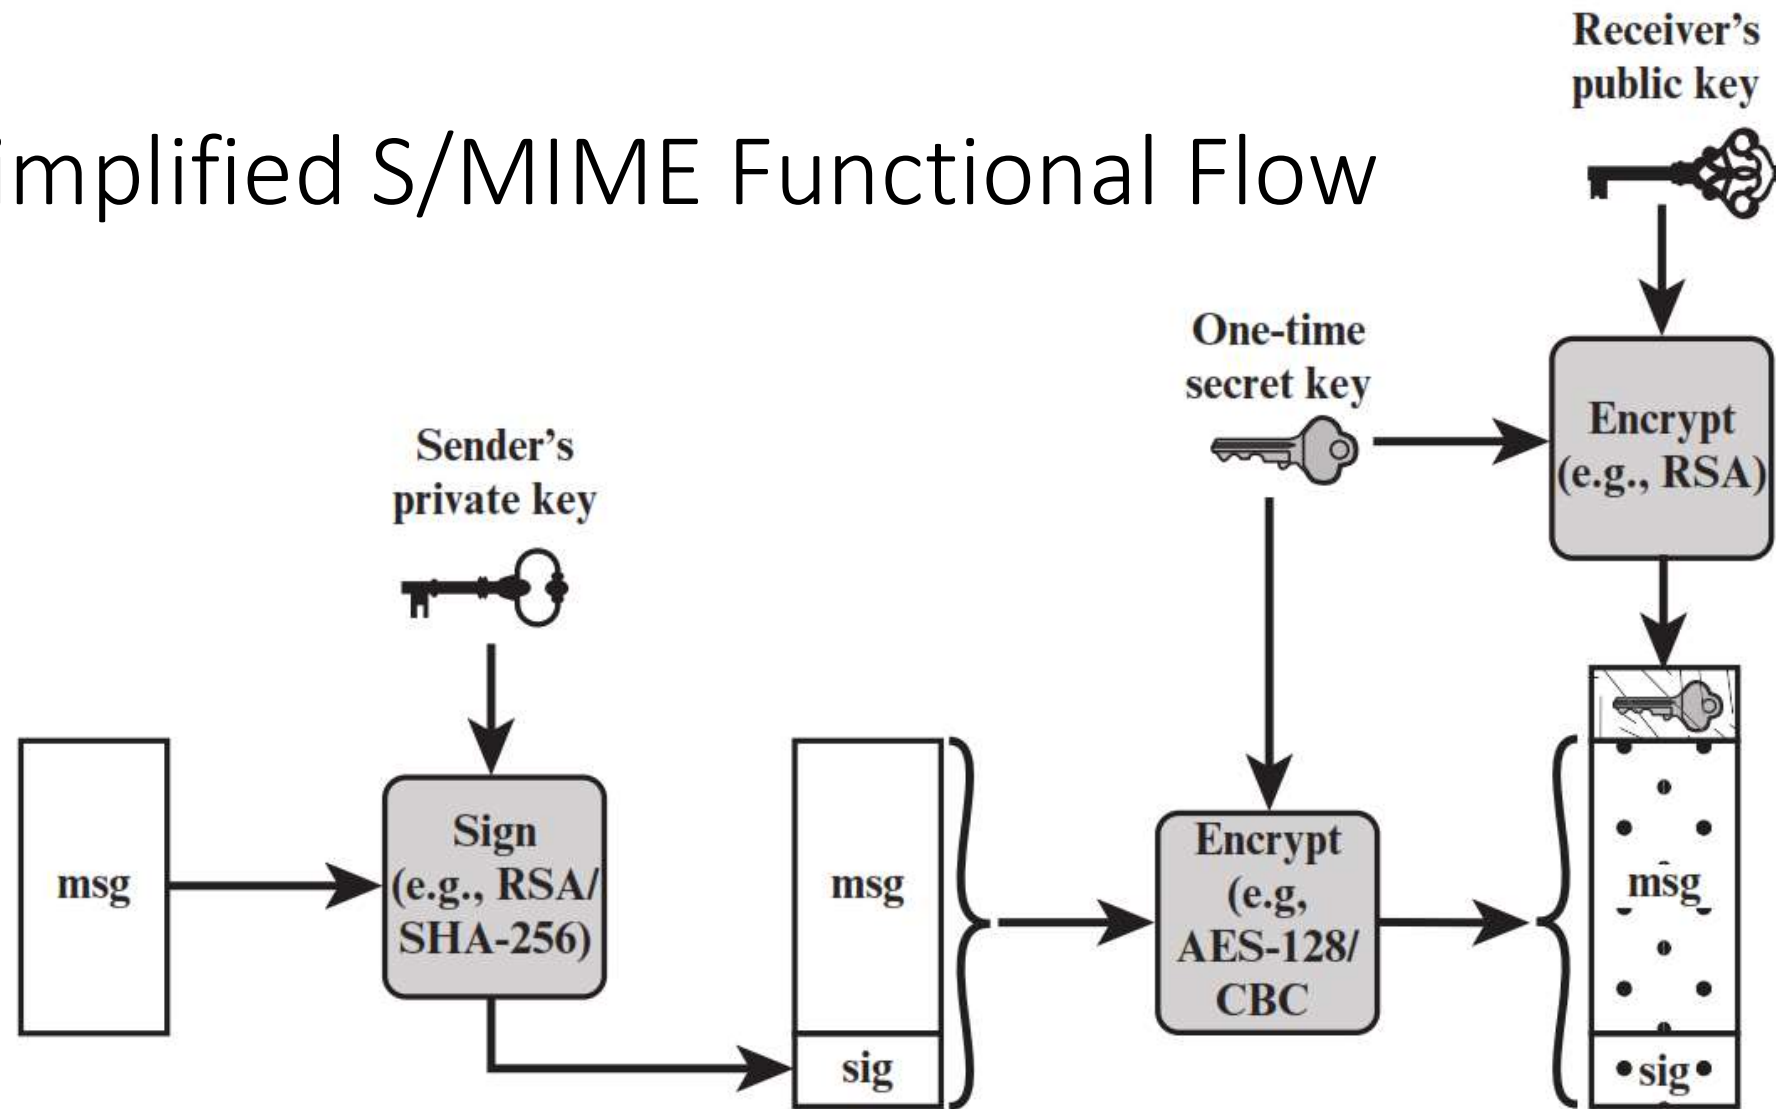 implified S/MIME Functional Flow
Receiver's
public key
One-time
secret key
Encrypt
(e.g., RSA)
Sender's
private key
msg
Sign
(e.g., RSA/
SHA-256)
msg
sig
Encrypt
(e.g,
AES-128/
CBC
msg
sig